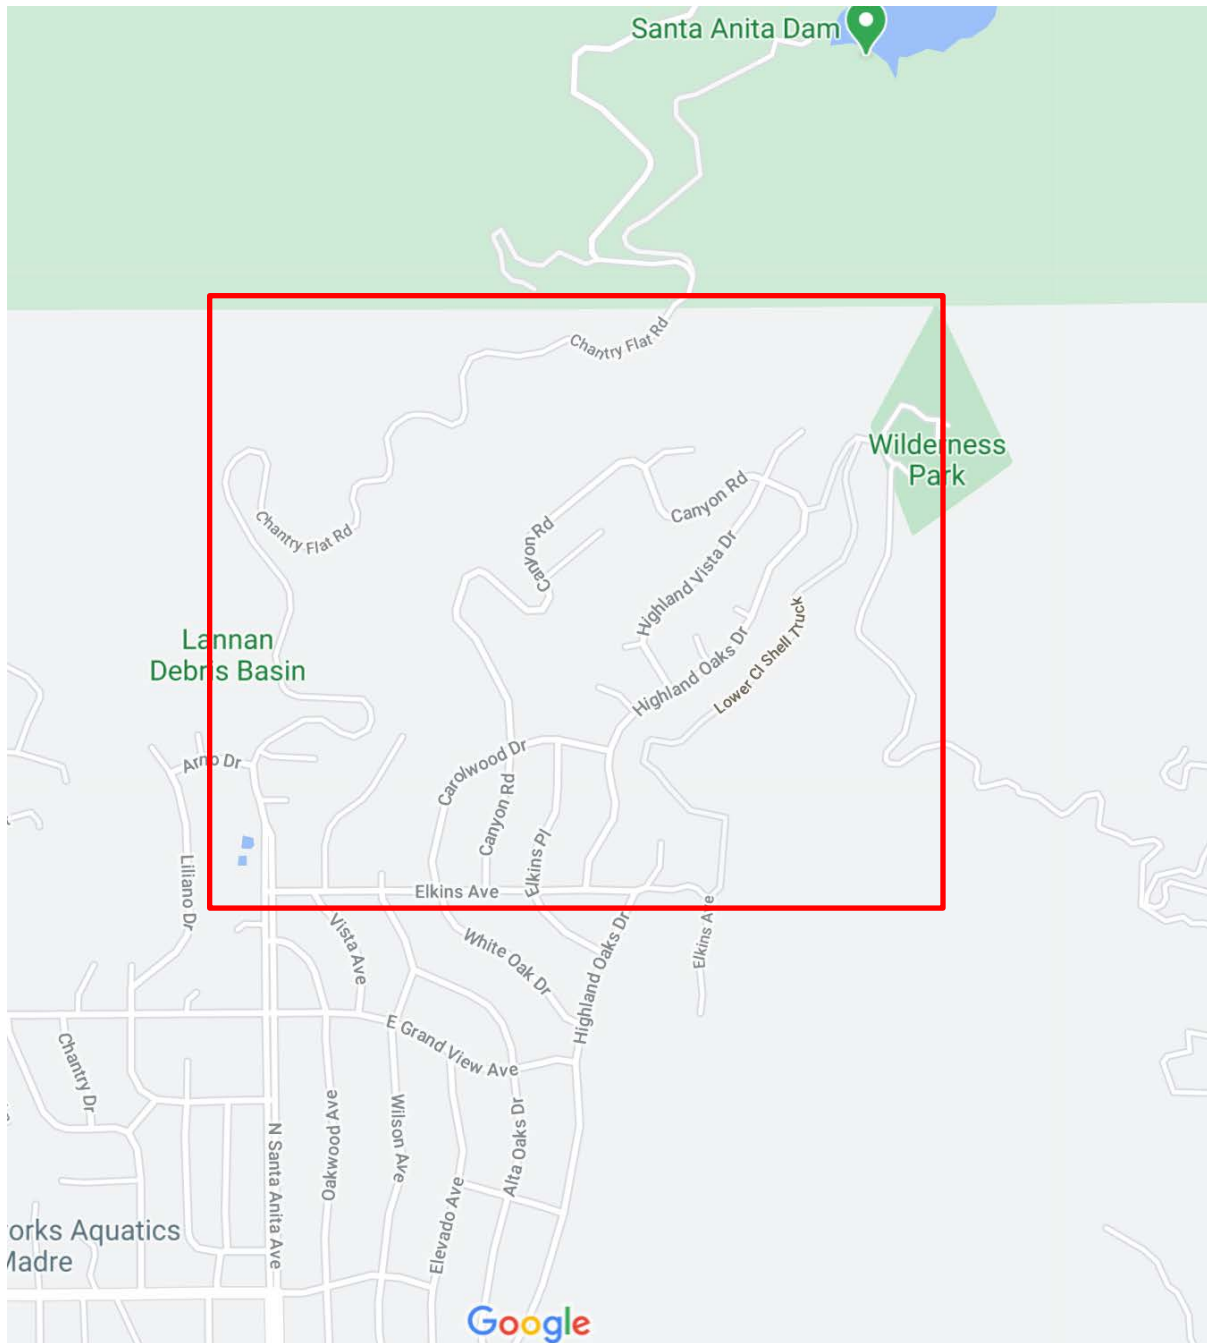 Santa Anita Dam
Chantry Flat Rd
Wilderness
Park
Canyon Rd
Chantry Flat Rd
Canyon Rd
Highland Vista Dr
Lannan
Debris Basin
Highland Oaks Dr
Lower Cl Shell Truck
Arno Dr
Carolwood Dr
Canyon Rd
Elkins Pl
Liliano Dr
Elkins Ave
Vista Ave
White Oak Dr
Highland Oaks Dr
Elkins Ave
E Grand View Ave
Chantry Dr
N Santa Anita Ave
Oakwood Ave
Wilson Ave
Alta Oaks Dr
Elevado Ave
orks Aquatics
Madre
Google